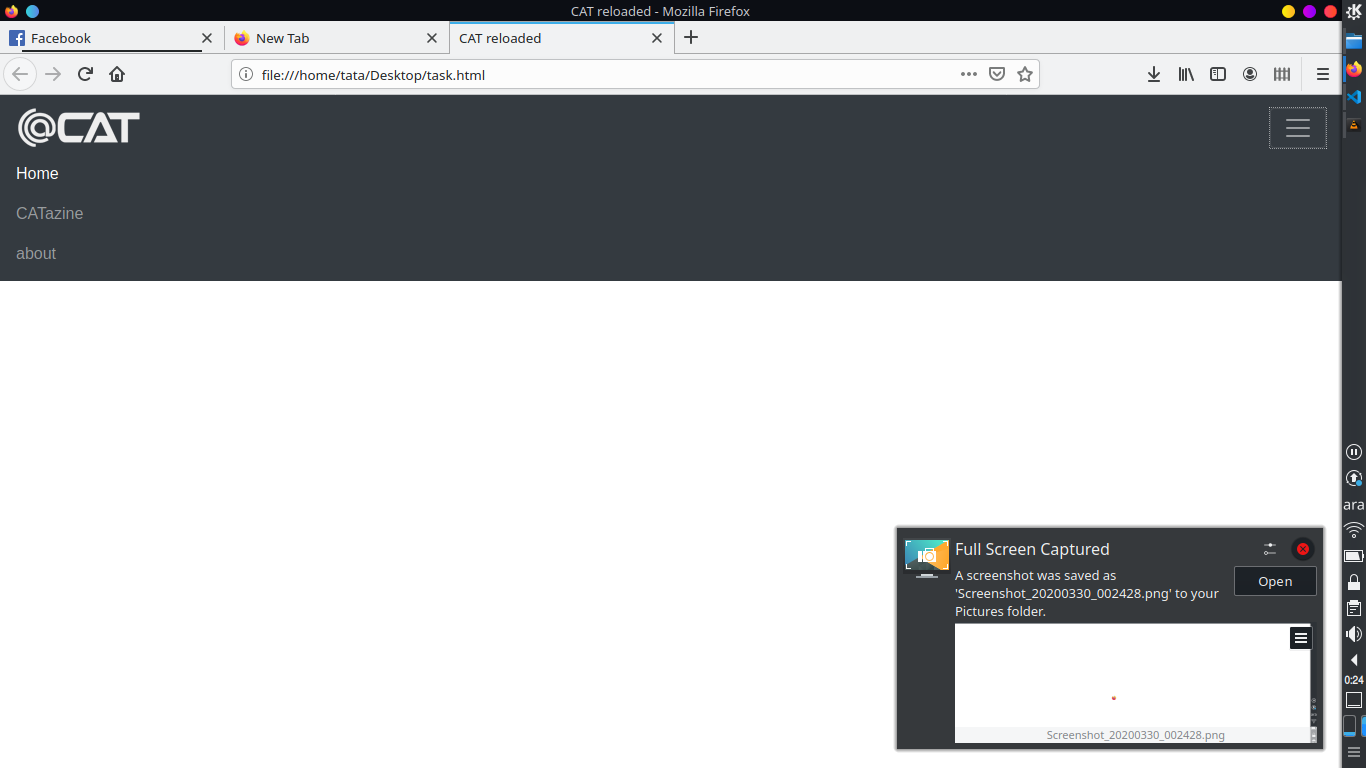 CAT reloaded - Mozilla Firefox
Facebook
New Tab
CAT reloaded
file:///home/tata/Desktop/task.html
@CAT
Home
CATazine
about
Full Screen Captured
A screenshot was saved as
'Screenshot_20200330_002428.png' to your
Pictures folder.
Open
Screenshot_20200330_002428.png
ara
0:24